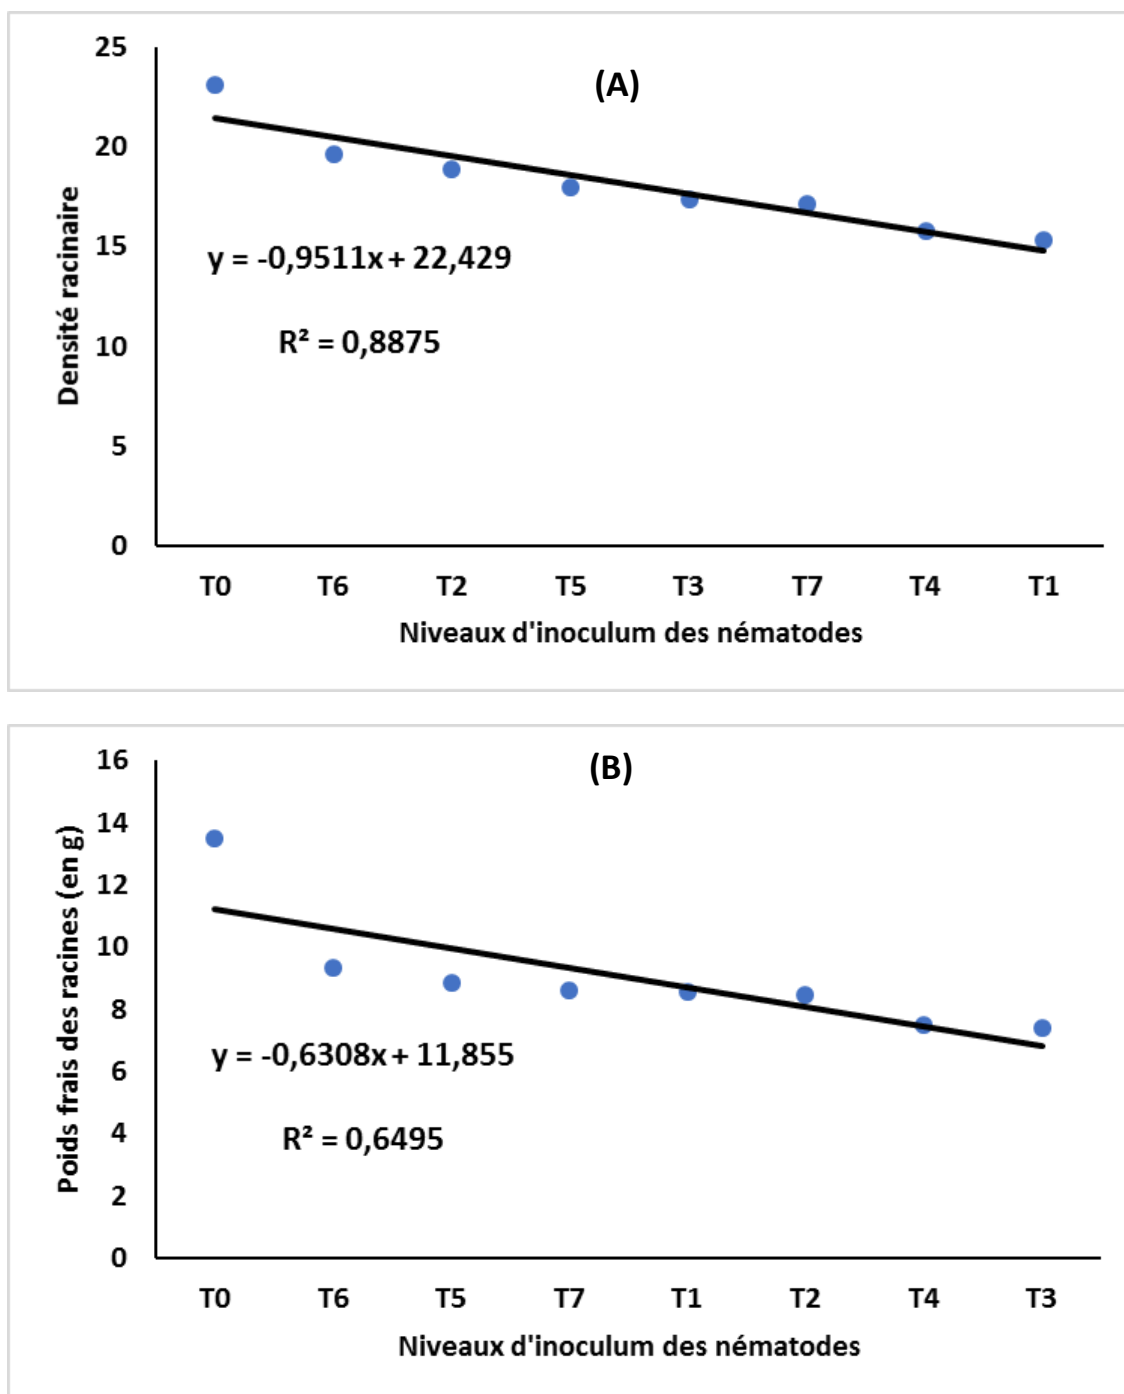 (A)
25
20
15
10
5
0
Densité racinaire
y = -0,9511x + 22,429
R² = 0,8875
T0 T6 T2 T5 T3 T7 T4 T1
Niveaux d'inoculum des nématodes
(B)
16
14
12
10
8
6
4
2
0
Poids frais des racines (en g)
y = -0,6308x + 11,855
R² = 0,6495
T0 T6 T5 T7 T1 T2 T4 T3
Niveaux d'inoculum des nématodes